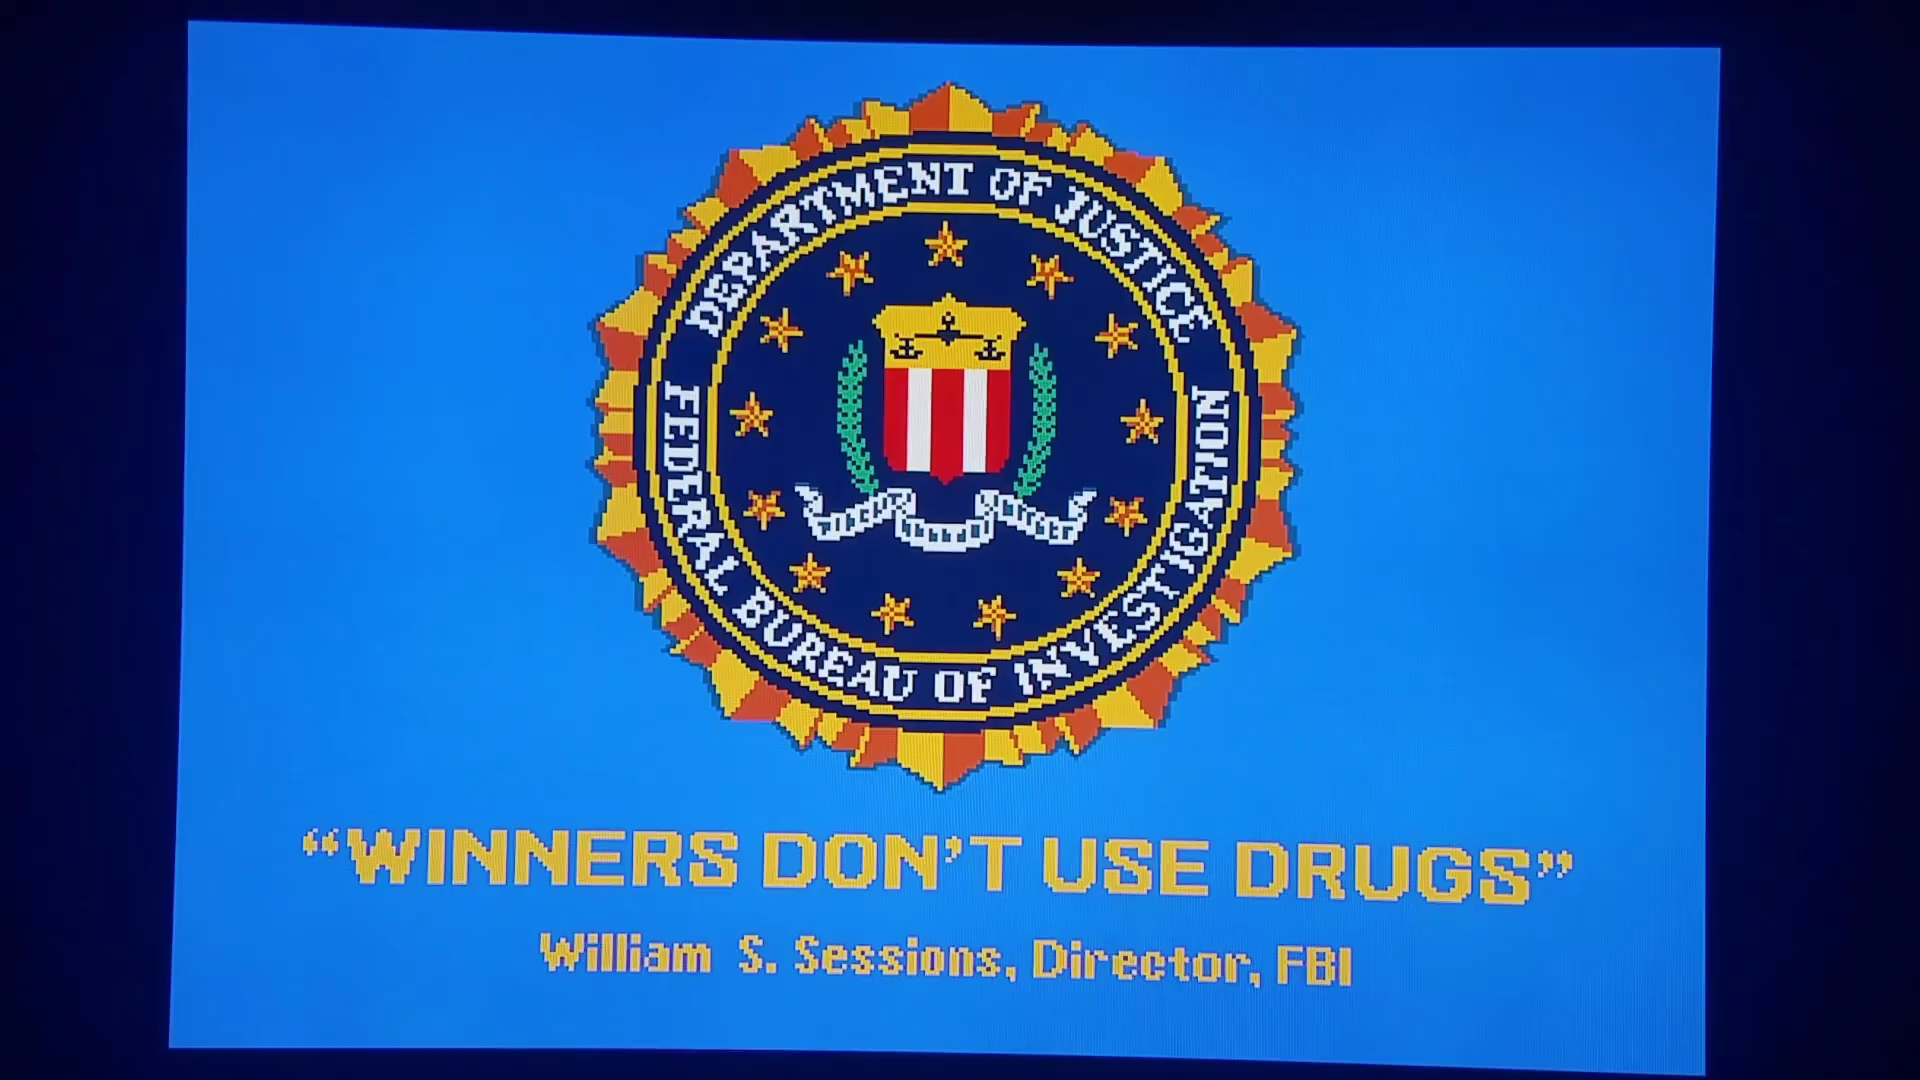 DEPARTMENT OF JUSTICE
FEDERAL BUREAU OF INVESTIGATION
“WINNERS DON’T USE DRUGS”
William S. Sessions, Director, FBI